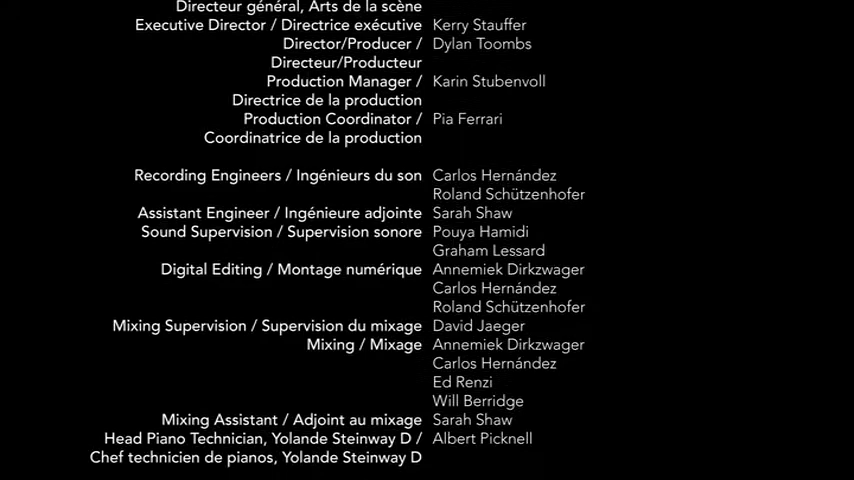 Directeur général, Arts de la scène
Executive Director / Directrice exécutive Kerry Stauffer
Director/Producer / Dylan Toombs
Directeur/Producteur
Production Manager / Karin Stubenvoll
Directrice de la production
Production Coordinator / Pia Ferrari
Coordinatrice de la production
Recording Engineers / Ingénieurs du son Carlos Hernández
Roland Schützenhofer
Assistant Engineer / Ingénieure adjointe Sarah Shaw
Sound Supervision / Supervision sonore Pouya Hamidi
Graham Lessard
Digital Editing / Montage numérique Annemiek Dirkzwager
Carlos Hernández
Roland Schützenhofer
Mixing Supervision / Supervision du mixage David Jaeger
Mixing / Mixage Annemiek Dirkzwager
Carlos Hernández
Ed Renzi
Will Berridge
Mixing Assistant / Adjoint au mixage Sarah Shaw
Head Piano Technician, Yolande Steinway D / Albert Picknell
Chef technicien de pianos, Yolande Steinway D